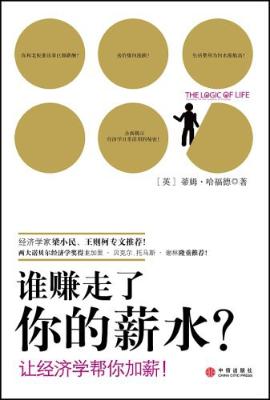 THE LOGIC OF LIFE
[英] 蒂姆·哈福德 著
经济学家梁小民、王则柯专文推荐!
两大诺贝尔经济学奖得主加里·贝克尔、托马斯·谢林隆重推荐!
谁赚走了
你的薪水?
让经济学帮你加薪!
中信出版社
CHINA CITIC PRESS